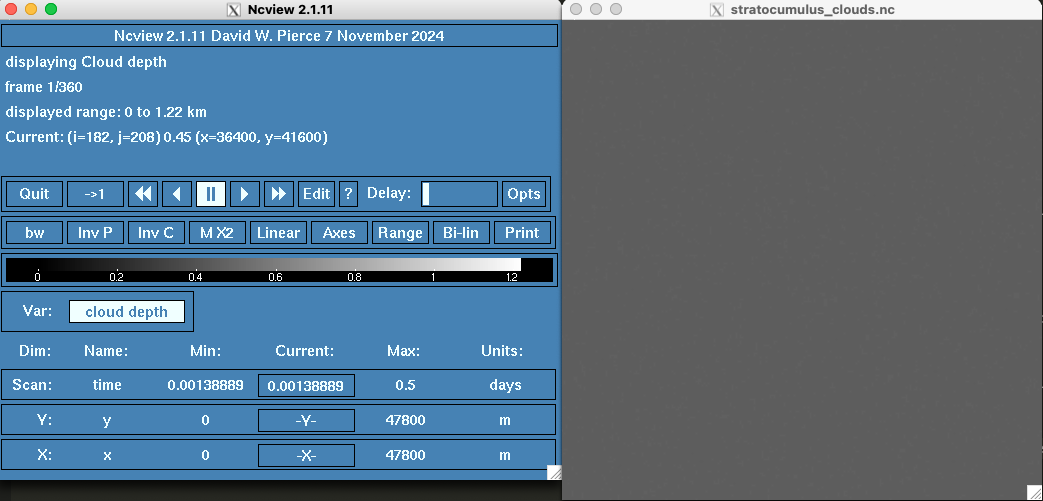 Ncview 2.1.11
stratocumulus_clouds.nc
Ncview 2.1.11 David W. Pierce 7 November 2024
displaying Cloud depth
frame 1/360
displayed range: 0 to 1.22 km
Current: (i=182, j=208) 0.45 (x=36400, y=41600)
Quit ->1 Edit ? Delay: Opts
bw Inv P Inv C M X2 Linear Axes Range Bi-lin Print
0 0.2 0.4 0.6 0.8 1 1.2
Var: cloud depth
Dim: Name: Min: Current: Max: Units:
Scan: time 0.00138889 0.00138889 0.5 days
Y: y 0 -Y- 47800 m
X: x 0 -X- 47800 m